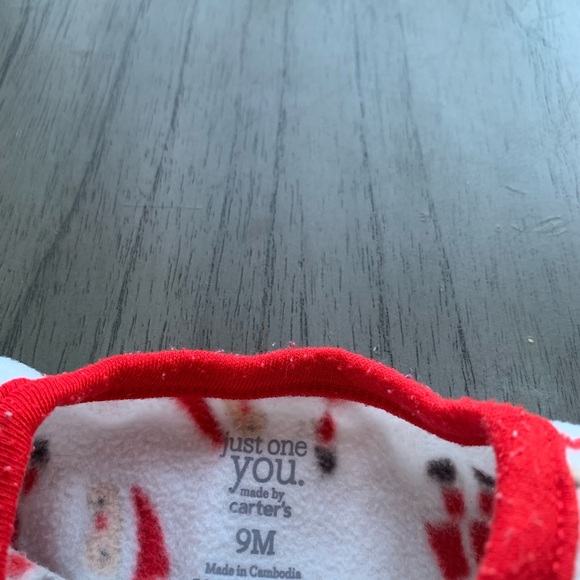 just one
you.
made by
carter's
9M
Made in Cambodia